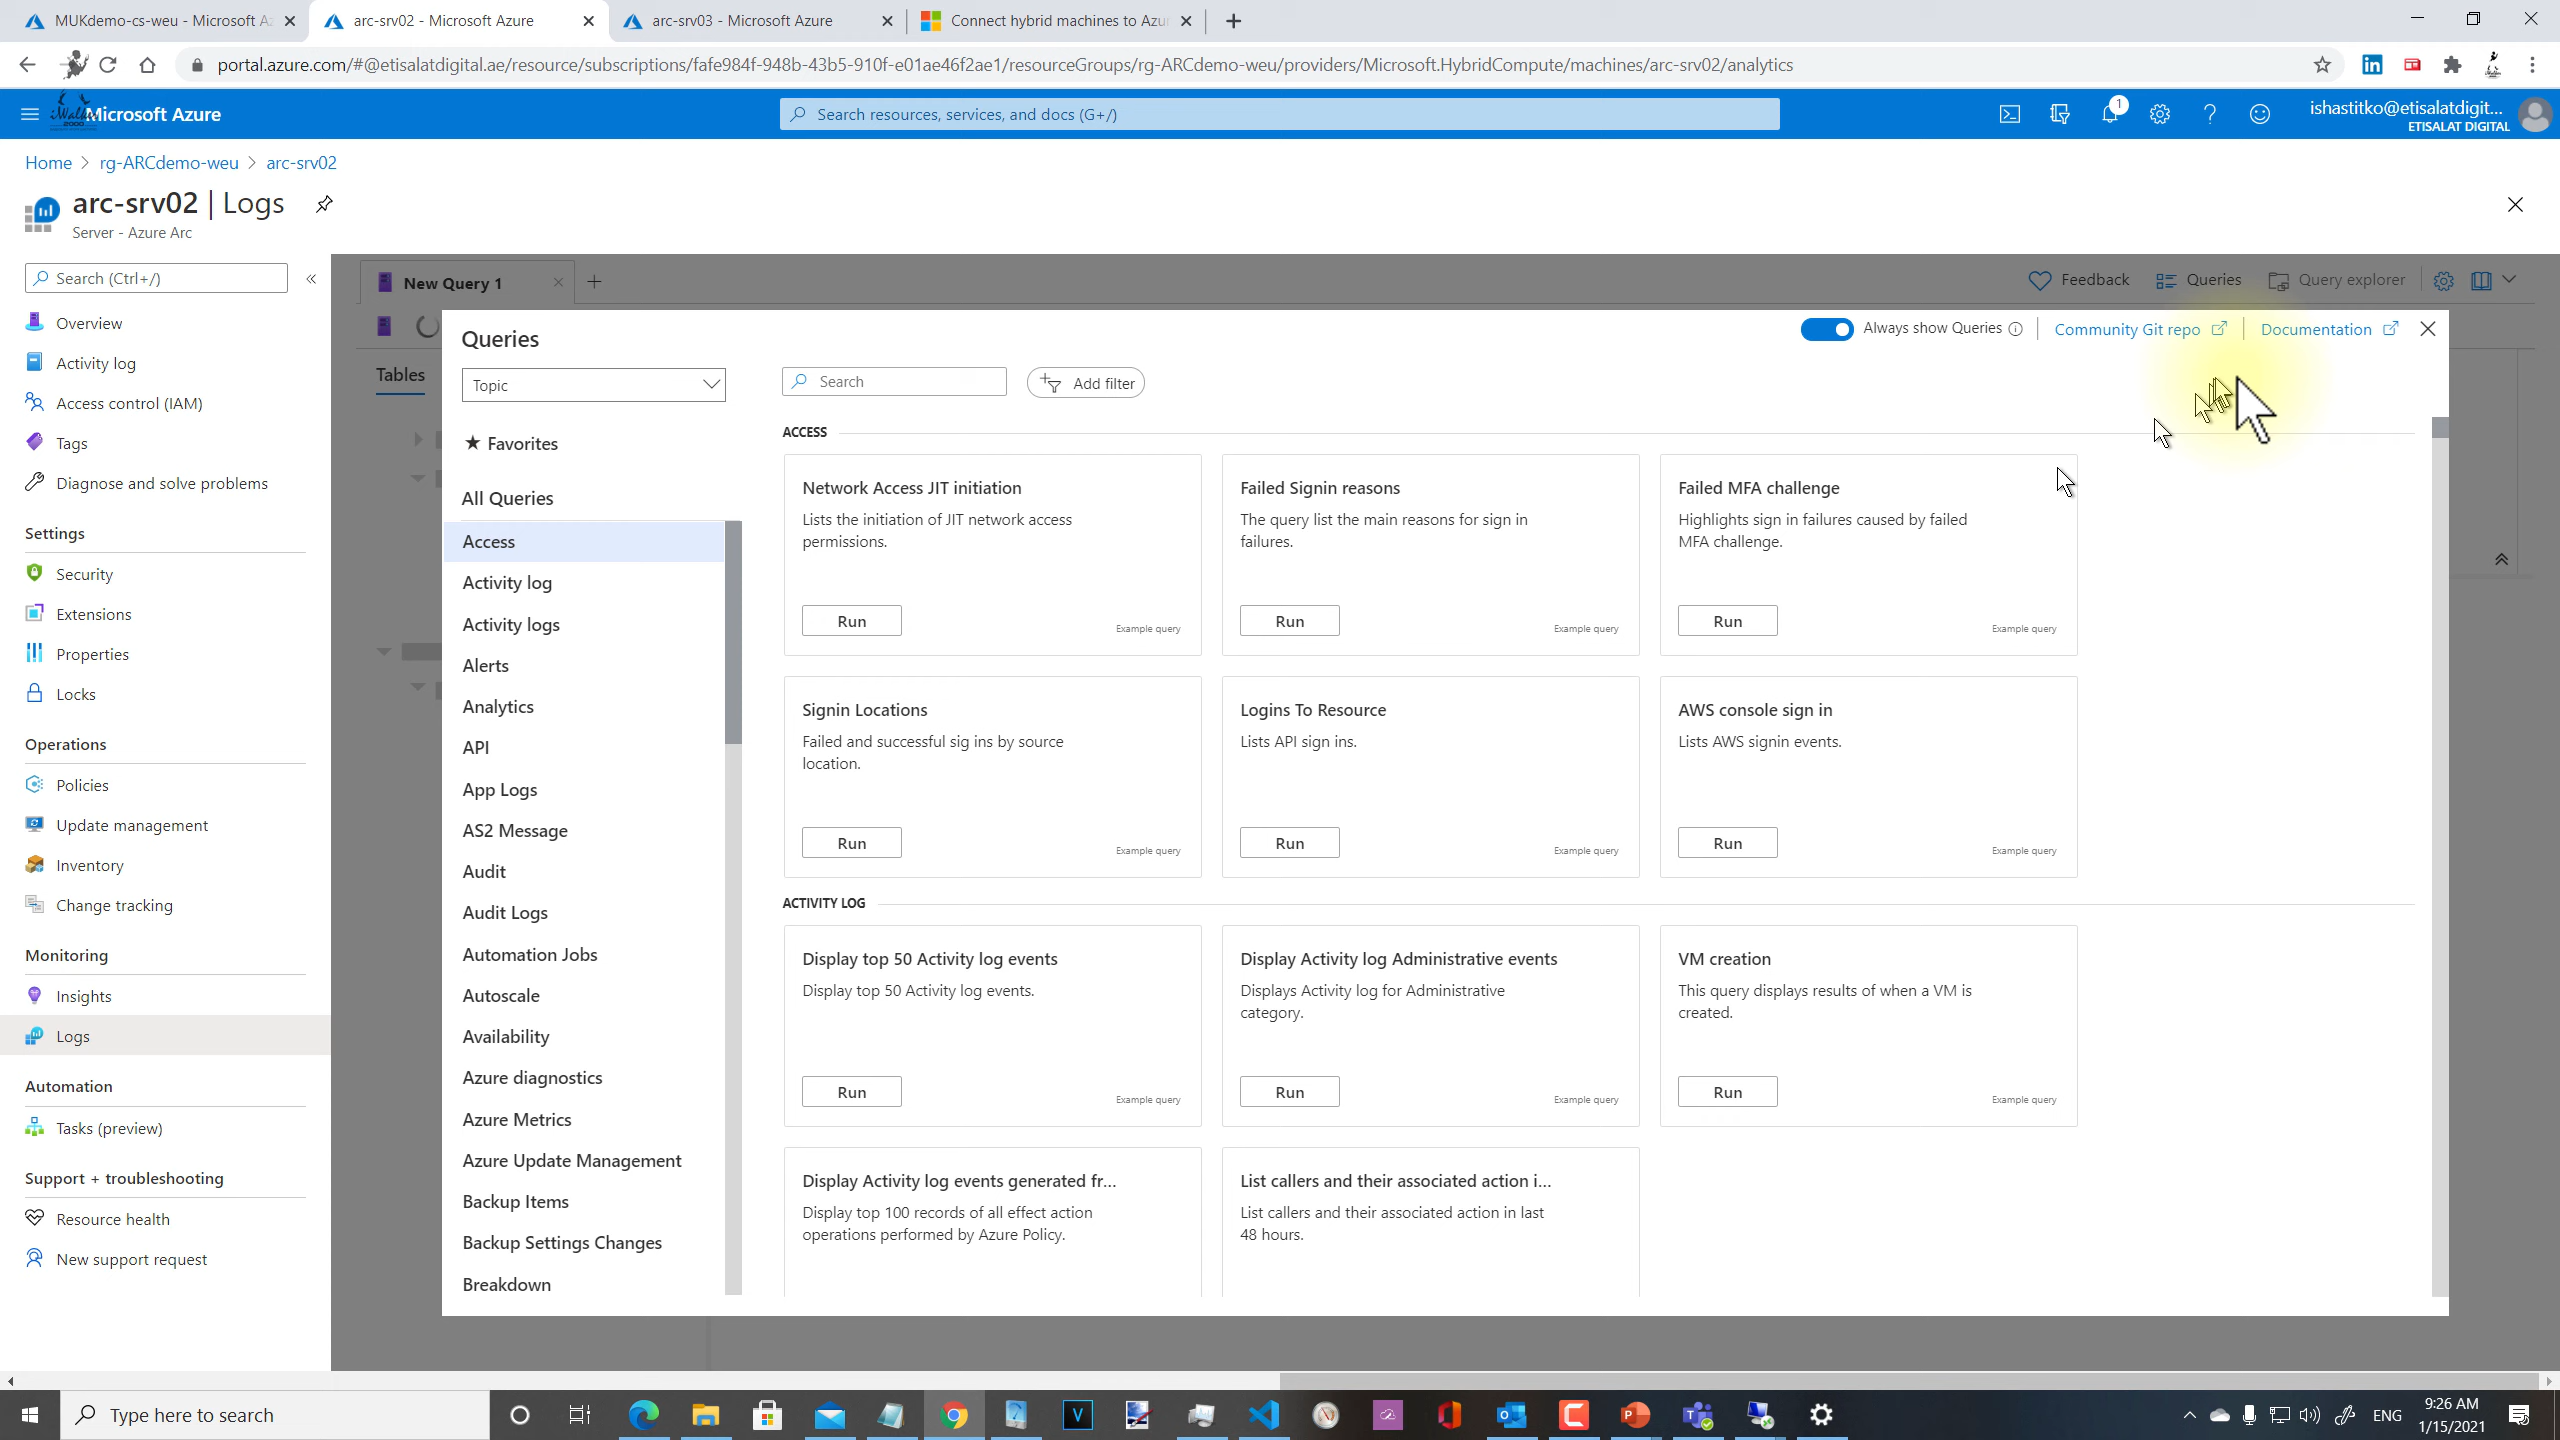 MUKdemo-cs-weu - Microsoft Az
arc-srv02 - Microsoft Azure
arc-srv03 - Microsoft Azure
Connect hybrid machines to Azu
portal.azure.com/#@etisalatdigital.ae/resource/subscriptions/fafe984f-948b-43b5-910f-e01ae46f2ae1/resourceGroups/rg-ARCdemo-weu/providers/Microsoft.HybridCompute/machines/arc-srv02/analytics
iWalker
2000
Microsoft Azure
Search resources, services, and docs (G+/)
1
ishastitko@etisalatdigit...
ETISALAT DIGITAL
Home > rg-ARCdemo-weu > arc-srv02
arc-srv02 | Logs
Server - Azure Arc
Search (Ctrl+/)
Overview
Activity log
Access control (IAM)
Tags
Diagnose and solve problems
Settings
Security
Extensions
Properties
Locks
Operations
Policies
Update management
Inventory
Change tracking
Monitoring
Insights
Logs
Automation
Tasks (preview)
Support + troubleshooting
Resource health
New support request
New Query 1
Feedback
Queries
Query explorer
Tables
Queries
Always show Queries
Community Git repo
Documentation
Topic
Search
Add filter
Favorites
All Queries
Access
Activity log
Activity logs
Alerts
Analytics
API
App Logs
AS2 Message
Audit
Audit Logs
Automation Jobs
Autoscale
Availability
Azure diagnostics
Azure Metrics
Azure Update Management
Backup Items
Backup Settings Changes
Breakdown
ACCESS
Network Access JIT initiation
Lists the initiation of JIT network access
permissions.
Run
Example query
Failed Signin reasons
The query list the main reasons for sign in
failures.
Run
Example query
Failed MFA challenge
Highlights sign in failures caused by failed
MFA challenge.
Run
Example query
Signin Locations
Failed and successful sig ins by source
location.
Run
Example query
Logins To Resource
Lists API sign ins.
Run
Example query
AWS console sign in
Lists AWS signin events.
Run
Example query
ACTIVITY LOG
Display top 50 Activity log events
Display top 50 Activity log events.
Run
Example query
Display Activity log Administrative events
Displays Activity log for Administrative
category.
Run
Example query
VM creation
This query displays results of when a VM is
created.
Run
Example query
Display Activity log events generated fr...
Display top 100 records of all effect action
operations performed by Azure Policy.
List callers and their associated action i...
List callers and their associated action in last
48 hours.
Type here to search
ENG
9:26 AM
1/15/2021